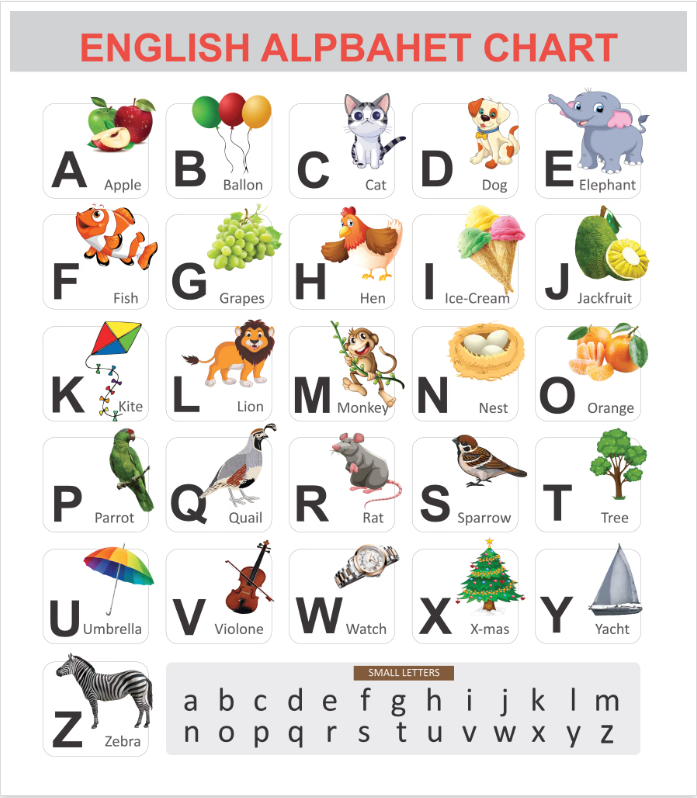 ENGLISH ALPBAHET CHART
A Apple
B Ballon
C Cat
D Dog
E Elephant
F Fish
G Grapes
H Hen
I Ice-Cream
J Jackfruit
K Kite
L Lion
M Monkey
N Nest
O Orange
P Parrot
Q Quail
R Rat
S Sparrow
T Tree
U Umbrella
V Violone
W Watch
X X-mas
Y Yacht
Z Zebra
SMALL LETTERS
a b c d e f g h i j k l m
n o p q r s t u v w x y z